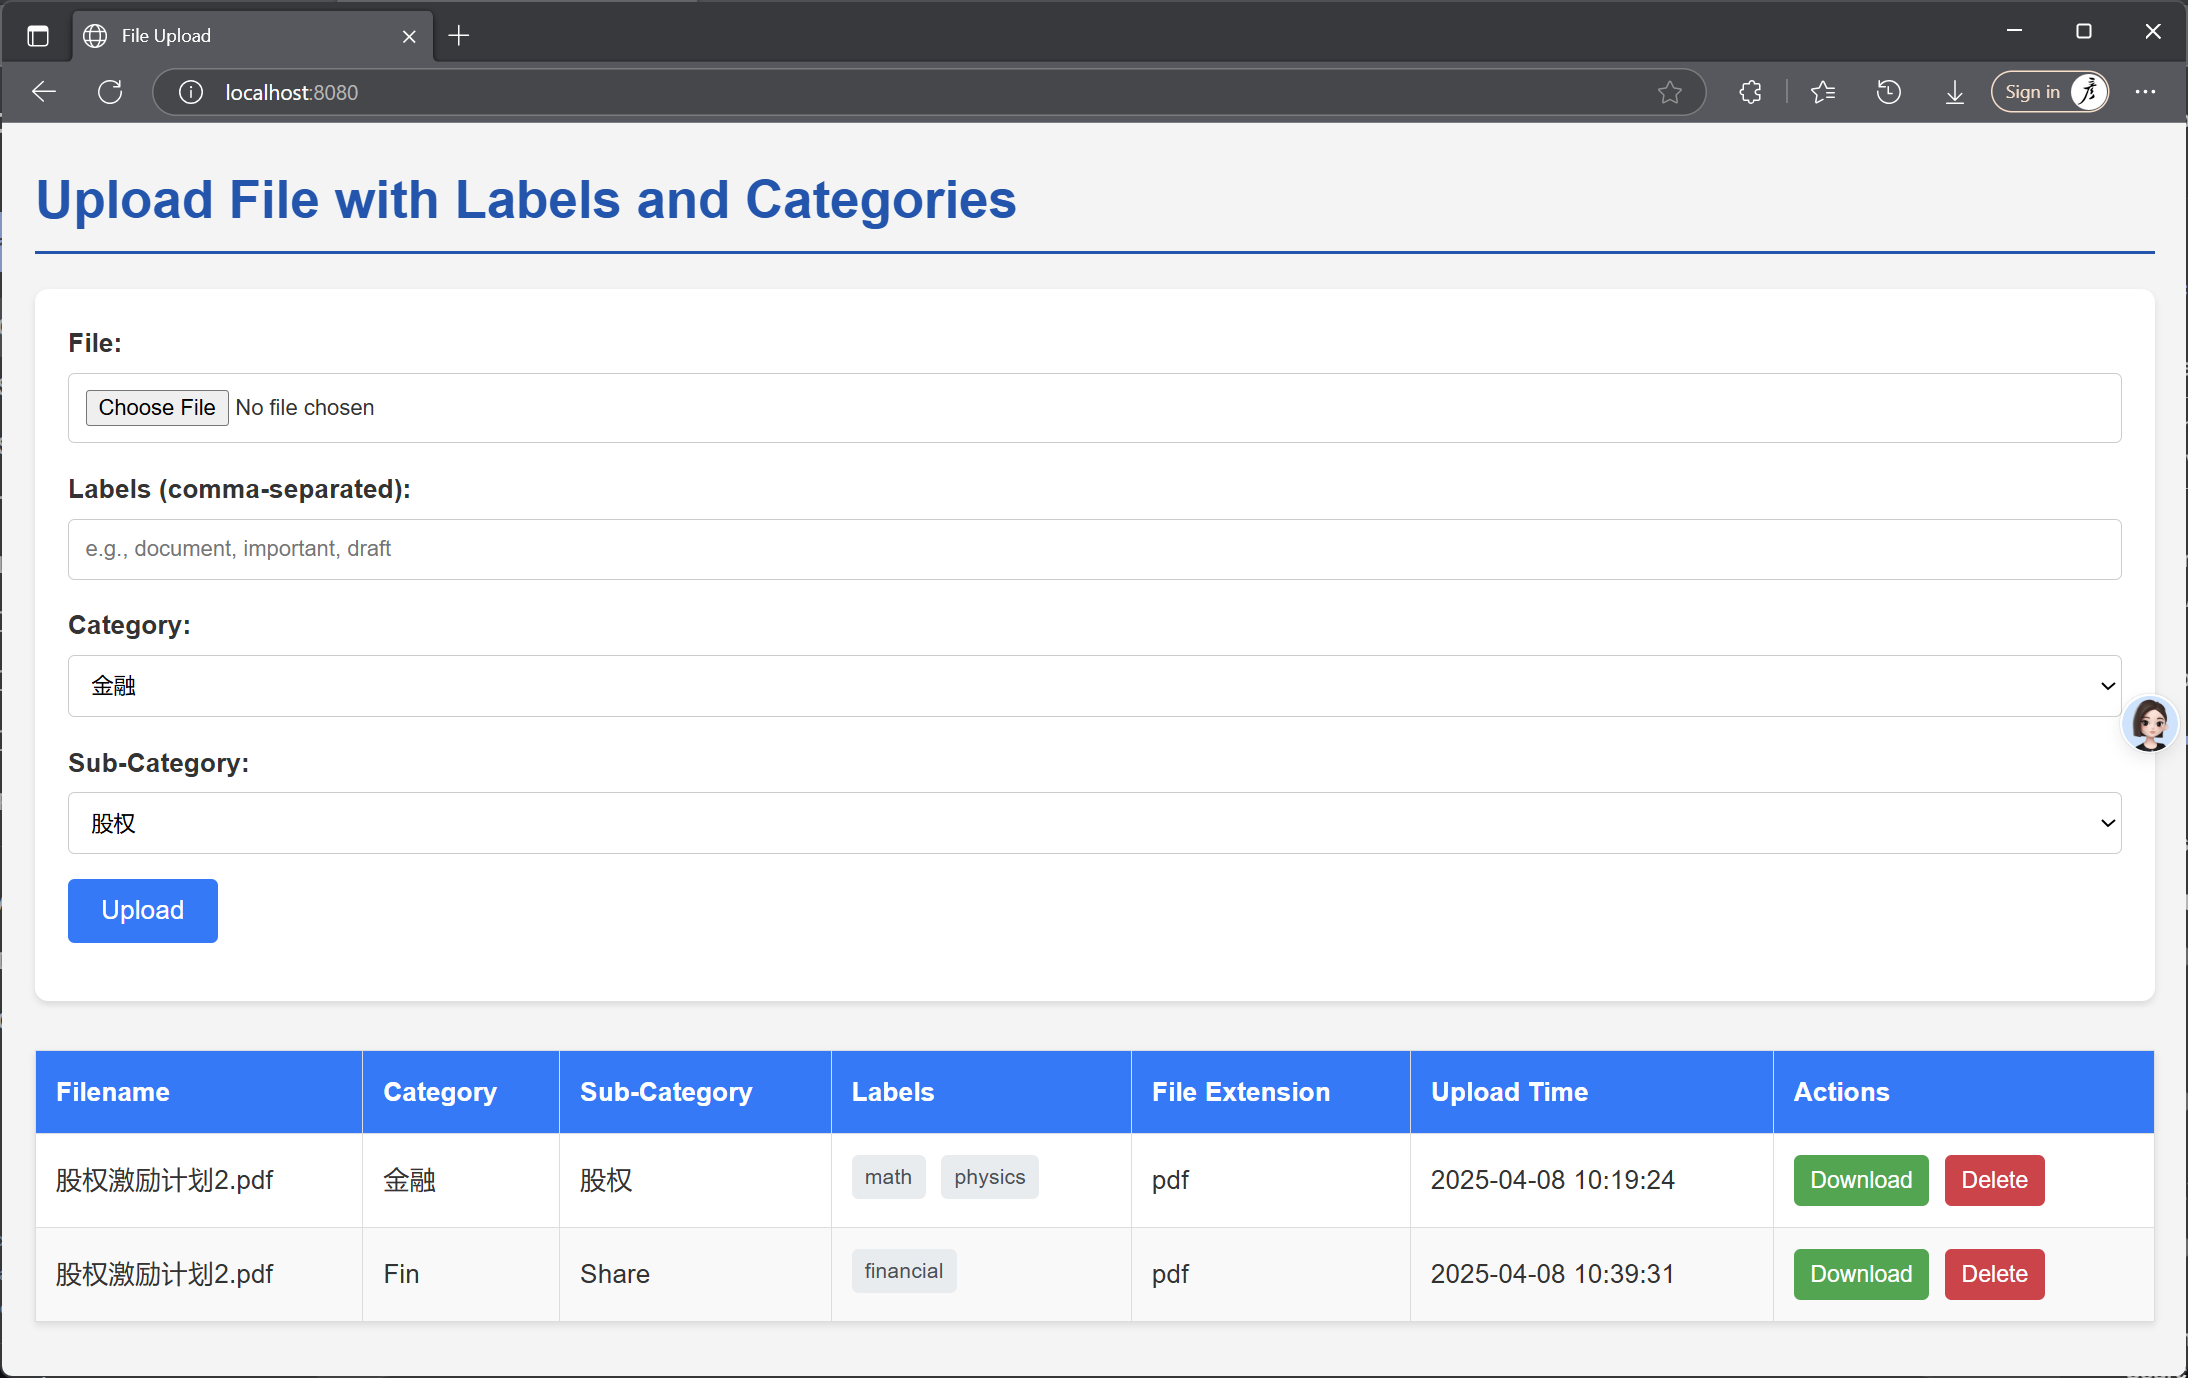 File Upload
localhost:8080
Sign in
Upload File with Labels and Categories
File:
Choose File No file chosen
Labels (comma-separated):
e.g., document, important, draft
Category:
金融
Sub-Category:
股权
Upload
Filename Category Sub-Category Labels File Extension Upload Time Actions
股权激励计划2.pdf 金融 股权 math physics pdf 2025-04-08 10:19:24 Download Delete
股权激励计划2.pdf Fin Share financial pdf 2025-04-08 10:39:31 Download Delete